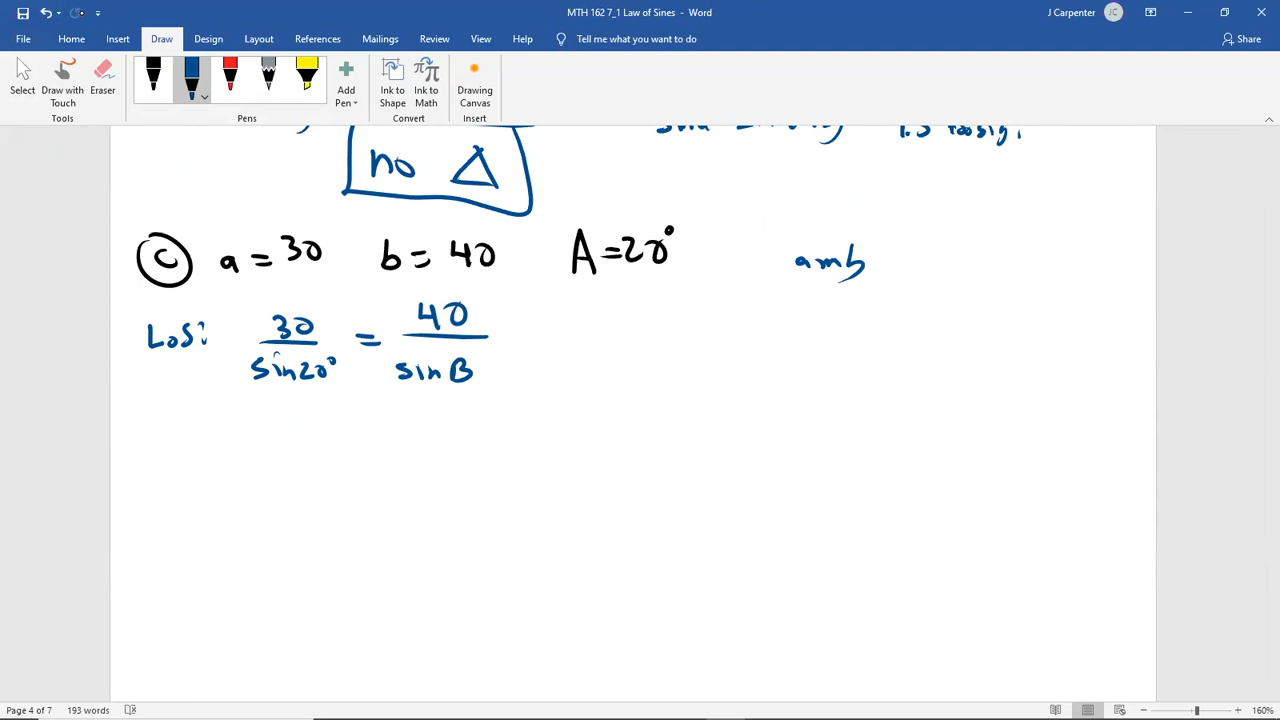 MTH 162 7_1 Law of Sines - Word
J Carpenter JC
File Home Insert Draw Design Layout References Mailings Review View Help Tell me what you want to do Share
Select Draw with Touch Eraser Add Pen Ink to Shape Ink to Math Drawing Canvas
Tools Pens Convert Insert
no Δ
C a = 30 b = 40 A = 20° amb
LoS: 30/sin20° = 40/sin B
Page 4 of 7 193 words 160%